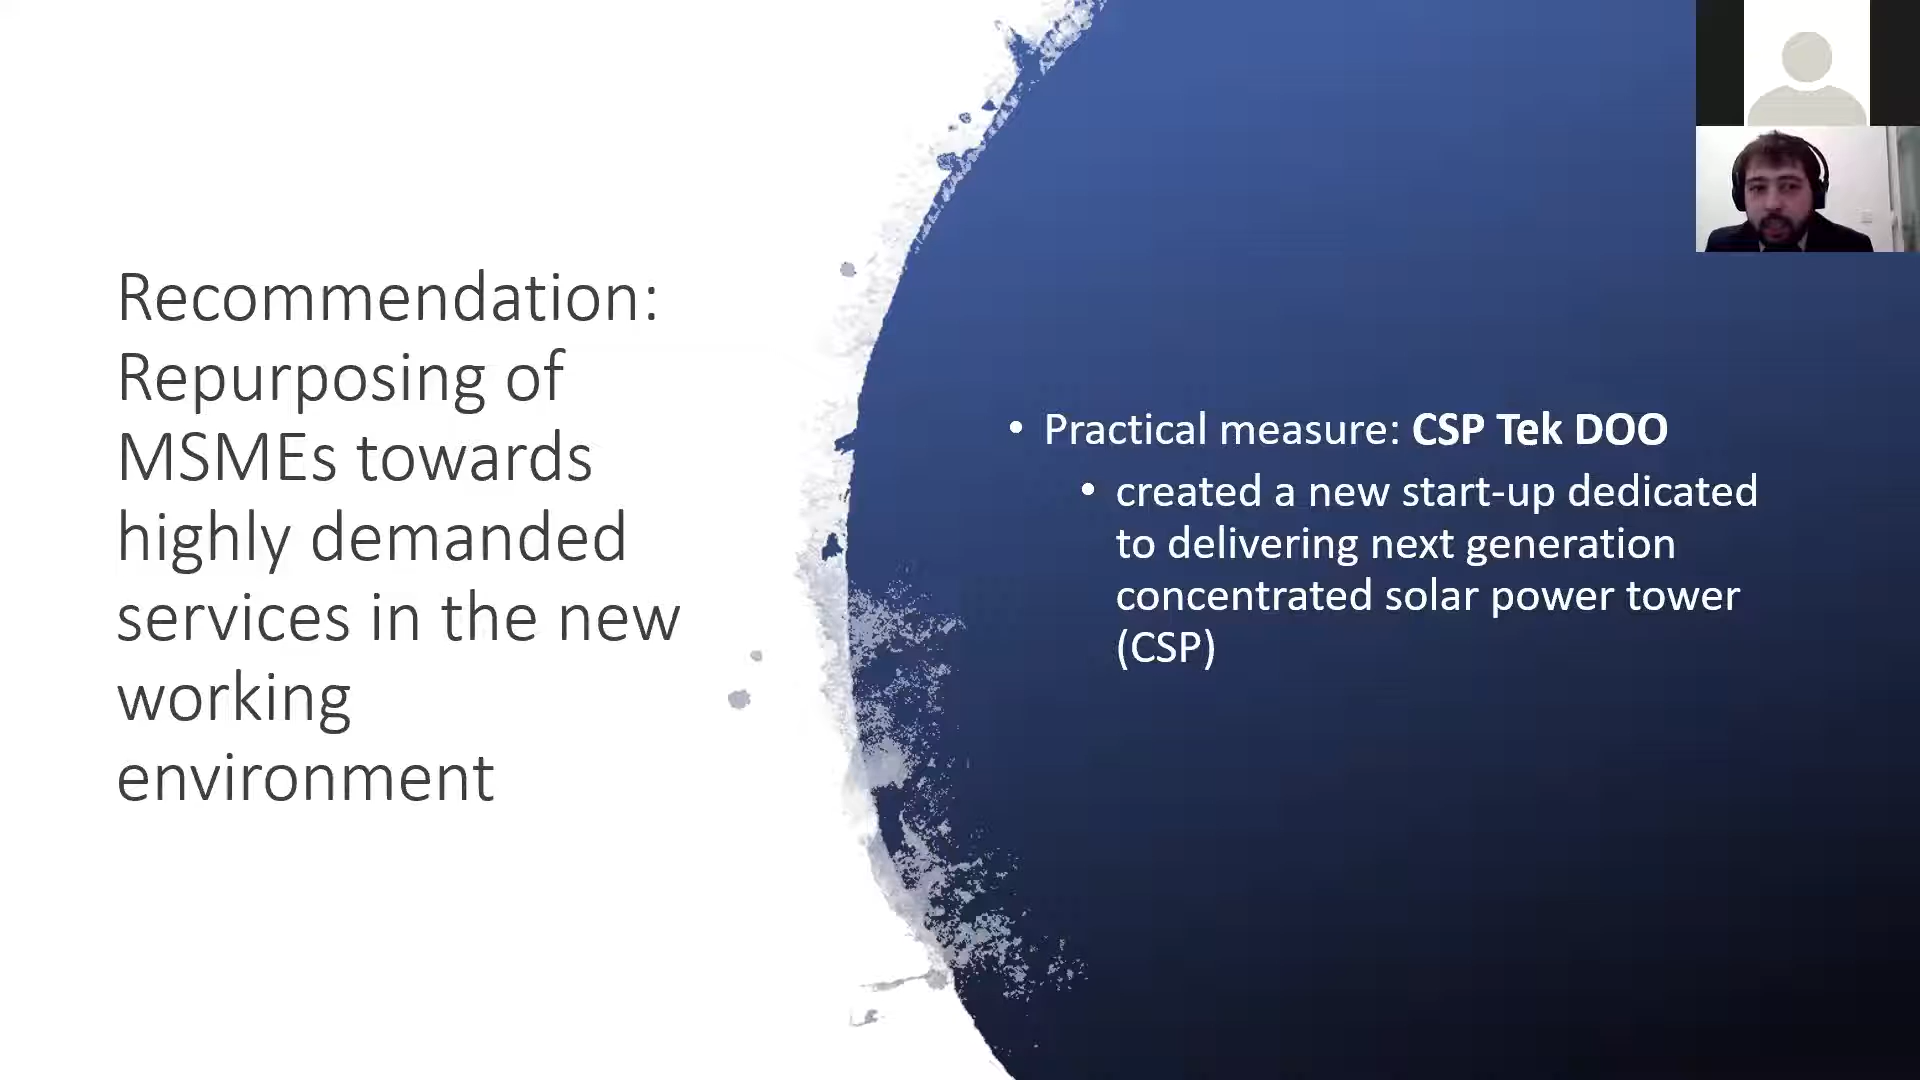 Recommendation:
Repurposing of
MSMEs towards
highly demanded
services in the new
working
environment
• Practical measure: CSP Tek DOO
• created a new start-up dedicated
to delivering next generation
concentrated solar power tower
(CSP)